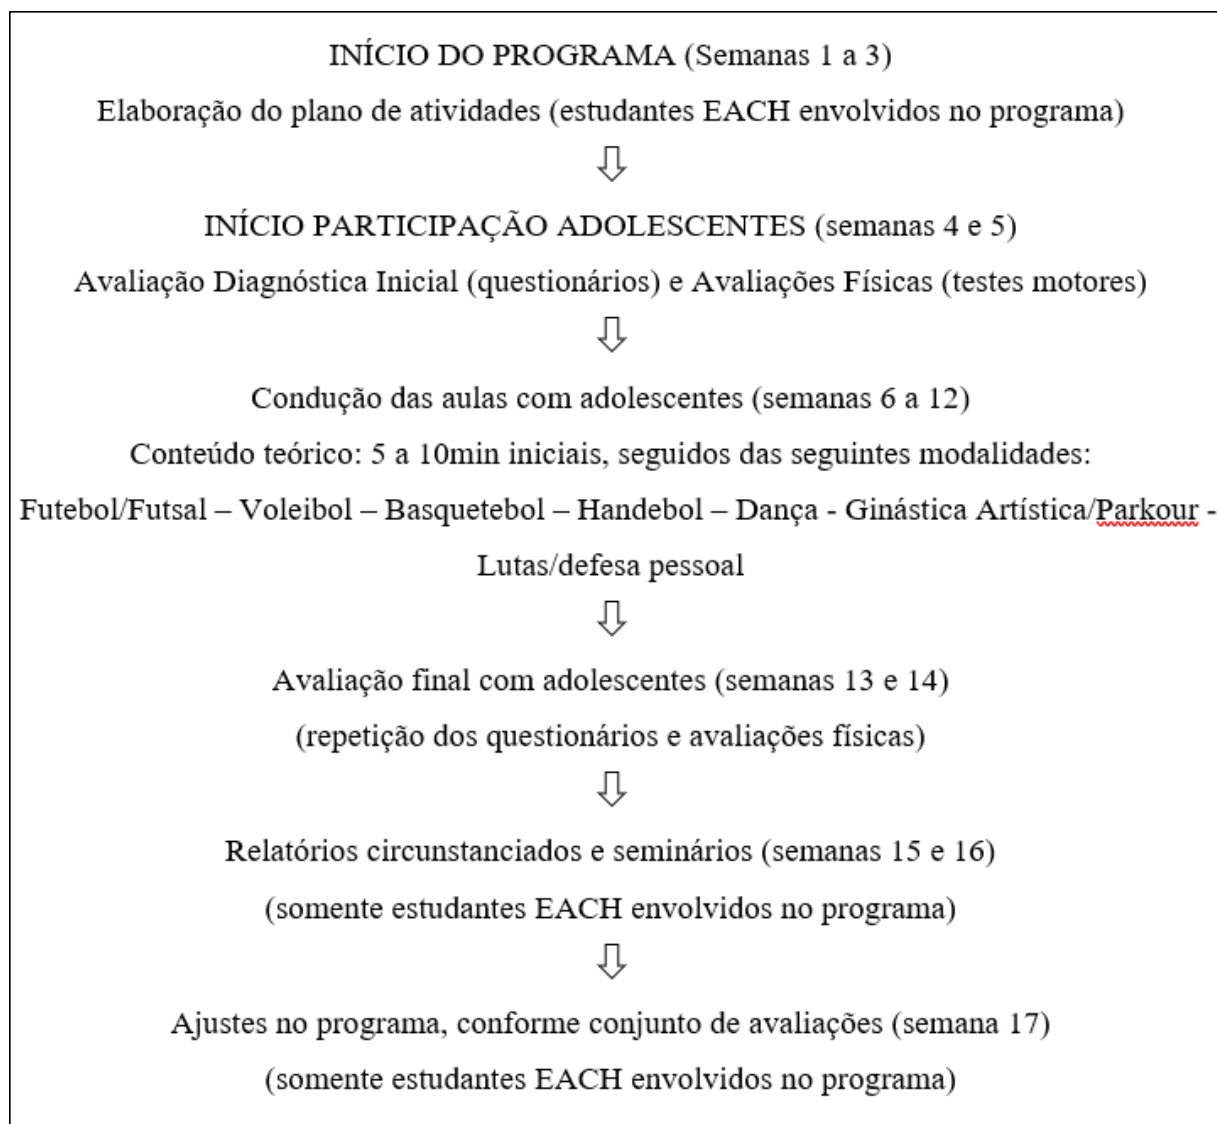 INÍCIO DO PROGRAMA (Semanas 1 a 3)
Elaboração do plano de atividades (estudantes EACH envolvidos no programa)
INÍCIO PARTICIPAÇÃO ADOLESCENTES (semanas 4 e 5)
Avaliação Diagnóstica Inicial (questionários) e Avaliações Físicas (testes motores)
Condução das aulas com adolescentes (semanas 6 a 12)
Conteúdo teórico: 5 a 10min iniciais, seguidos das seguintes modalidades:
Futebol/Futsal – Voleibol – Basquetebol – Handebol – Dança - Ginástica Artística/Parkour -
Lutas/defesa pessoal
Avaliação final com adolescentes (semanas 13 e 14)
(repetição dos questionários e avaliações físicas)
Relatórios circunstanciados e seminários (semanas 15 e 16)
(somente estudantes EACH envolvidos no programa)
Ajustes no programa, conforme conjunto de avaliações (semana 17)
(somente estudantes EACH envolvidos no programa)